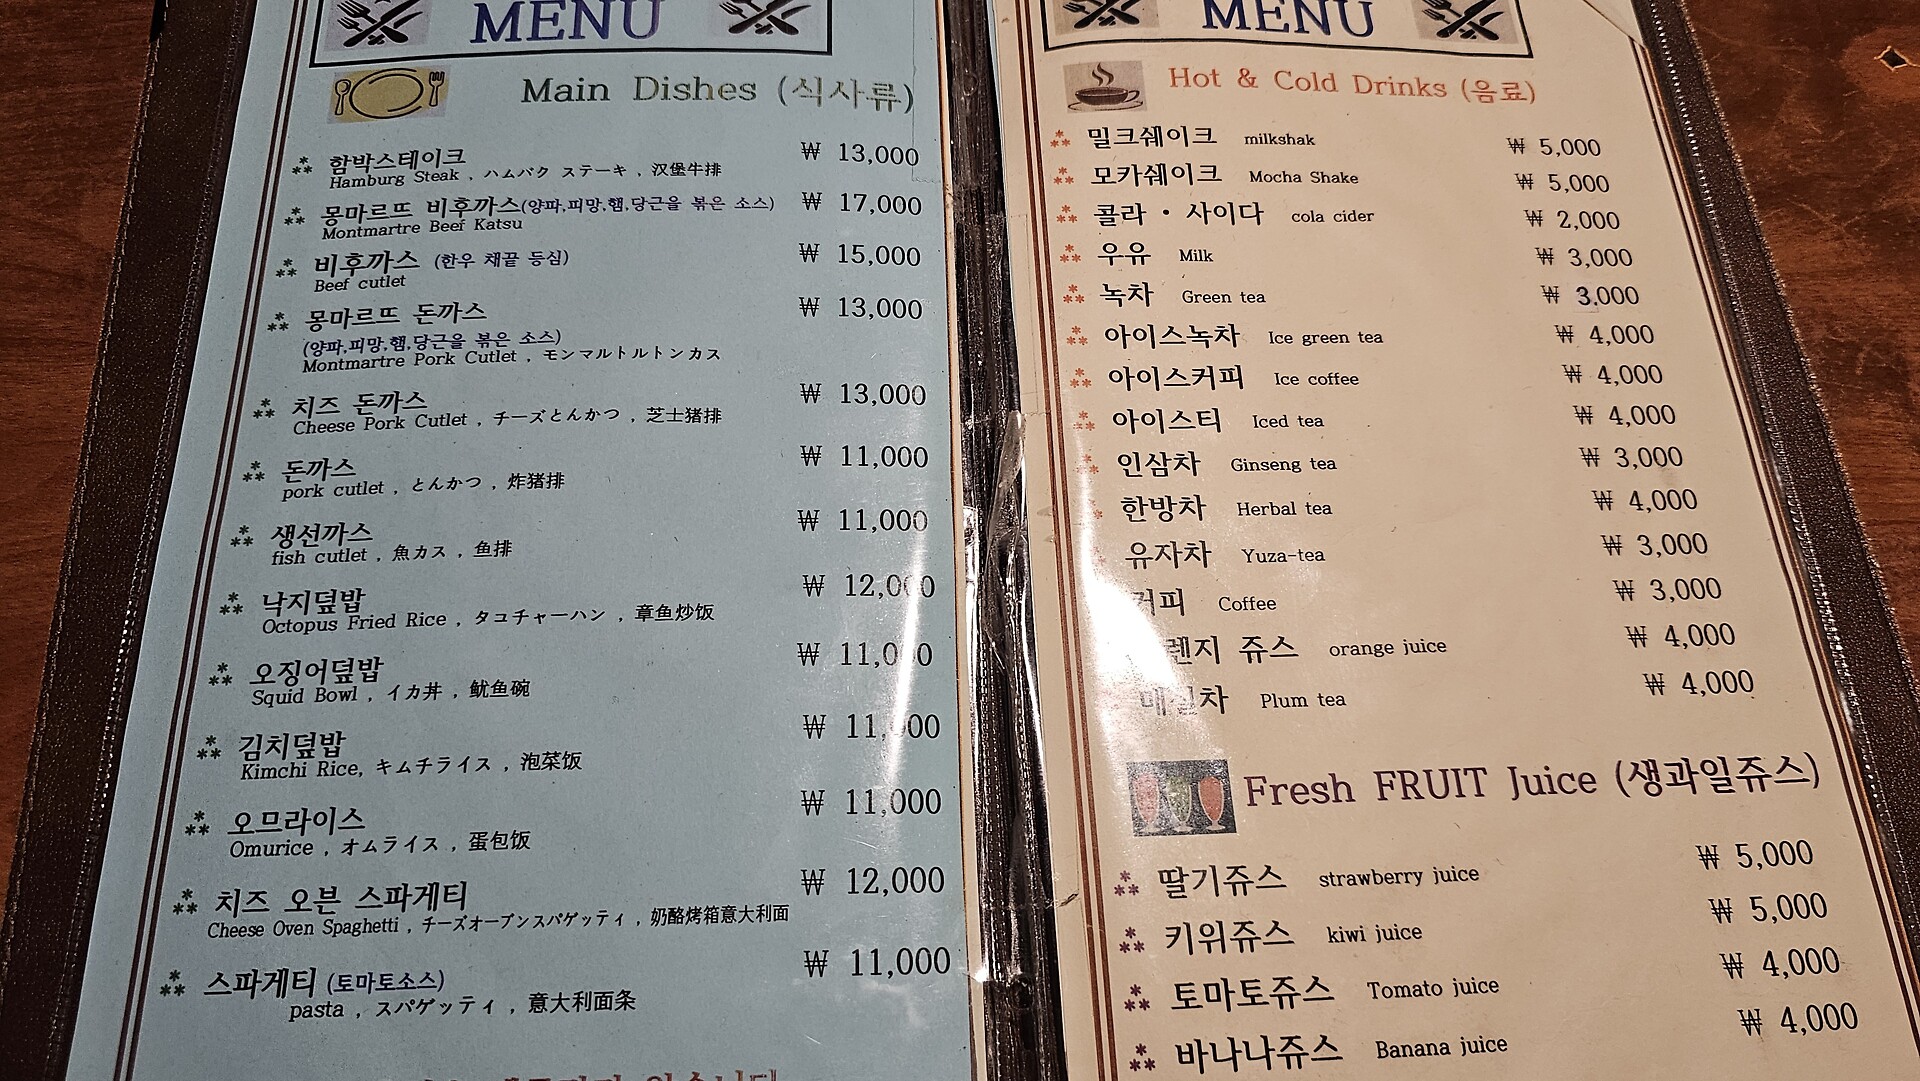 MENU
Main Dishes (식사류)
함박스테이크 ₩ 13,000
Hamburg Steak , ハムバク ステーキ , 汉堡牛排
몽마르뜨 비후까스(양파,피망,햄,당근을 볶은 소스) ₩ 17,000
Montmartre Beef Katsu
비후까스 (한우 채끝 등심) ₩ 15,000
Beef cutlet
몽마르뜨 돈까스 ₩ 13,000
(양파,피망,햄,당근을 볶은 소스)
Montmartre Pork Cutlet , モンマルトルトンカス
치즈 돈까스 ₩ 13,000
Cheese Pork Cutlet , チーズとんかつ , 芝士猪排
돈까스 ₩ 11,000
pork cutlet , とんかつ , 炸猪排
생선까스 ₩ 11,000
fish cutlet , 魚カス , 鱼排
낙지덮밥 ₩ 12,000
Octopus Fried Rice , タコチャーハン , 章鱼炒饭
오징어덮밥 ₩ 11,000
Squid Bowl , イカ丼 , 鱿鱼碗
김치덮밥 ₩ 11,000
Kimchi Rice, キムチライス , 泡菜饭
오므라이스 ₩ 11,000
Omurice , オムライス , 蛋包饭
치즈 오븐 스파게티 ₩ 12,000
Cheese Oven Spaghetti , チーズオーブンスパゲッティ , 奶酪烤箱意大利面
스파게티 (토마토소스) ₩ 11,000
pasta , スパゲッティ , 意大利面条
MENU
Hot & Cold Drinks (음료)
밀크쉐이크 milkshak ₩ 5,000
모카쉐이크 Mocha Shake ₩ 5,000
콜라 · 사이다 cola cider ₩ 2,000
우유 Milk ₩ 3,000
녹차 Green tea ₩ 3,000
아이스녹차 Ice green tea ₩ 4,000
아이스커피 Ice coffee ₩ 4,000
아이스티 Iced tea ₩ 4,000
인삼차 Ginseng tea ₩ 3,000
한방차 Herbal tea ₩ 4,000
유자차 Yuza-tea ₩ 3,000
커피 Coffee ₩ 3,000
렌지 쥬스 orange juice ₩ 4,000
매실차 Plum tea ₩ 4,000
Fresh FRUIT Juice (생과일쥬스)
딸기쥬스 strawberry juice ₩ 5,000
키위쥬스 kiwi juice ₩ 5,000
토마토쥬스 Tomato juice ₩ 4,000
바나나쥬스 Banana juice ₩ 4,000